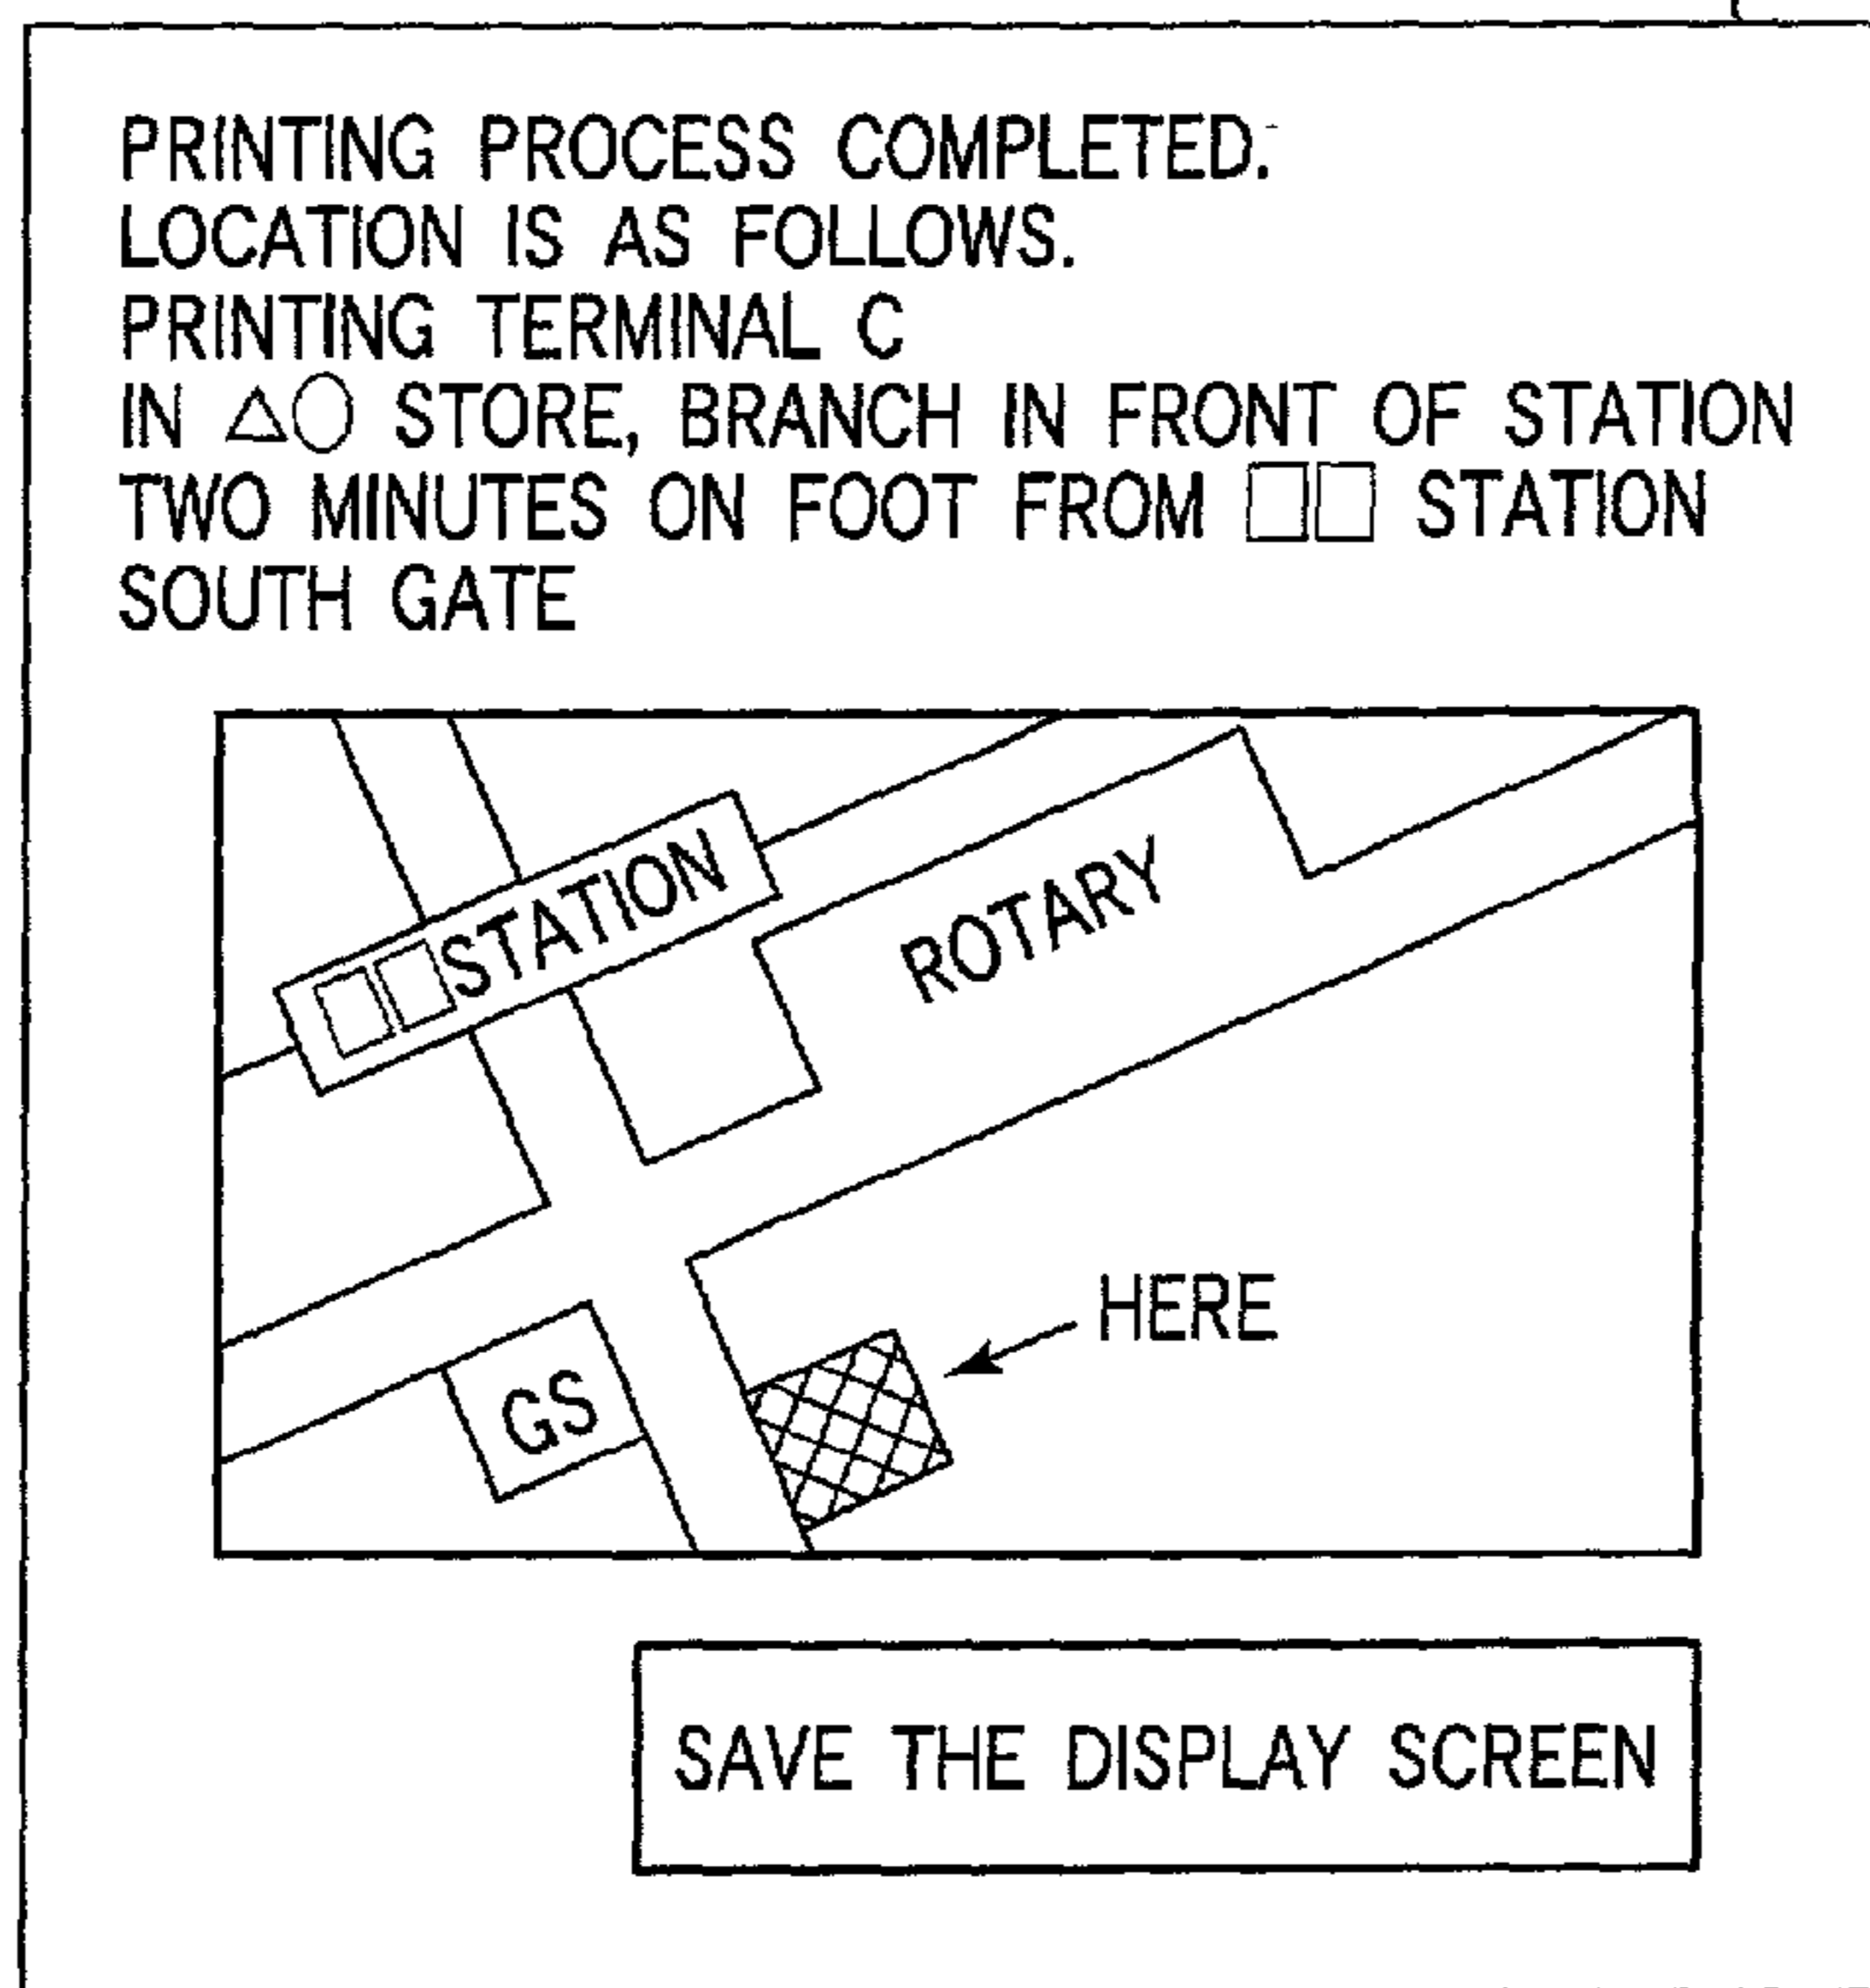 PRINTING PROCESS COMPLETED.
LOCATION IS AS FOLLOWS.
PRINTING TERMINAL C
IN △○ STORE, BRANCH IN FRONT OF STATION
TWO MINUTES ON FOOT FROM □□ STATION
SOUTH GATE
□□STATION
ROTARY
HERE
GS
SAVE THE DISPLAY SCREEN